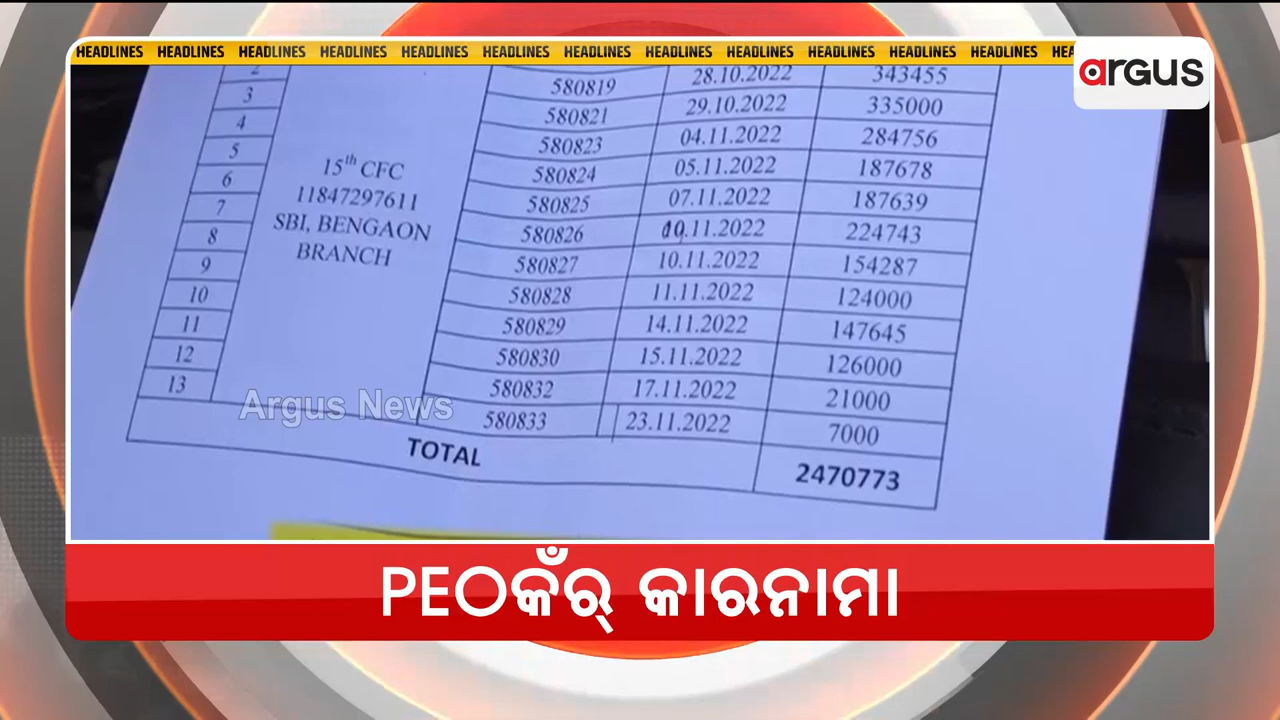 HEADLINES HEADLINES HEADLINES HEADLINES HEADLINES HEADLINES HEADLINES HEADLINES HEADLINES HEADLINES HEADLINES HEADLINES
argus
2 580819 28.10.2022 343455
3 580821 29.10.2022 335000
4 580823 04.11.2022 284756
5 580824 05.11.2022 187678
6 580825 07.11.2022 187639
7 580826 11.2022 224743
8 580827 10.11.2022 154287
9 580828 11.11.2022 124000
10 580829 14.11.2022 147645
11 580830 15.11.2022 126000
12 580832 17.11.2022 21000
13 580833 23.11.2022 7000
15th CFC
11847297611
SBI, BENGAON
BRANCH
TOTAL 2470773
Argus News
PEOକଁର୍ କାରନାମା